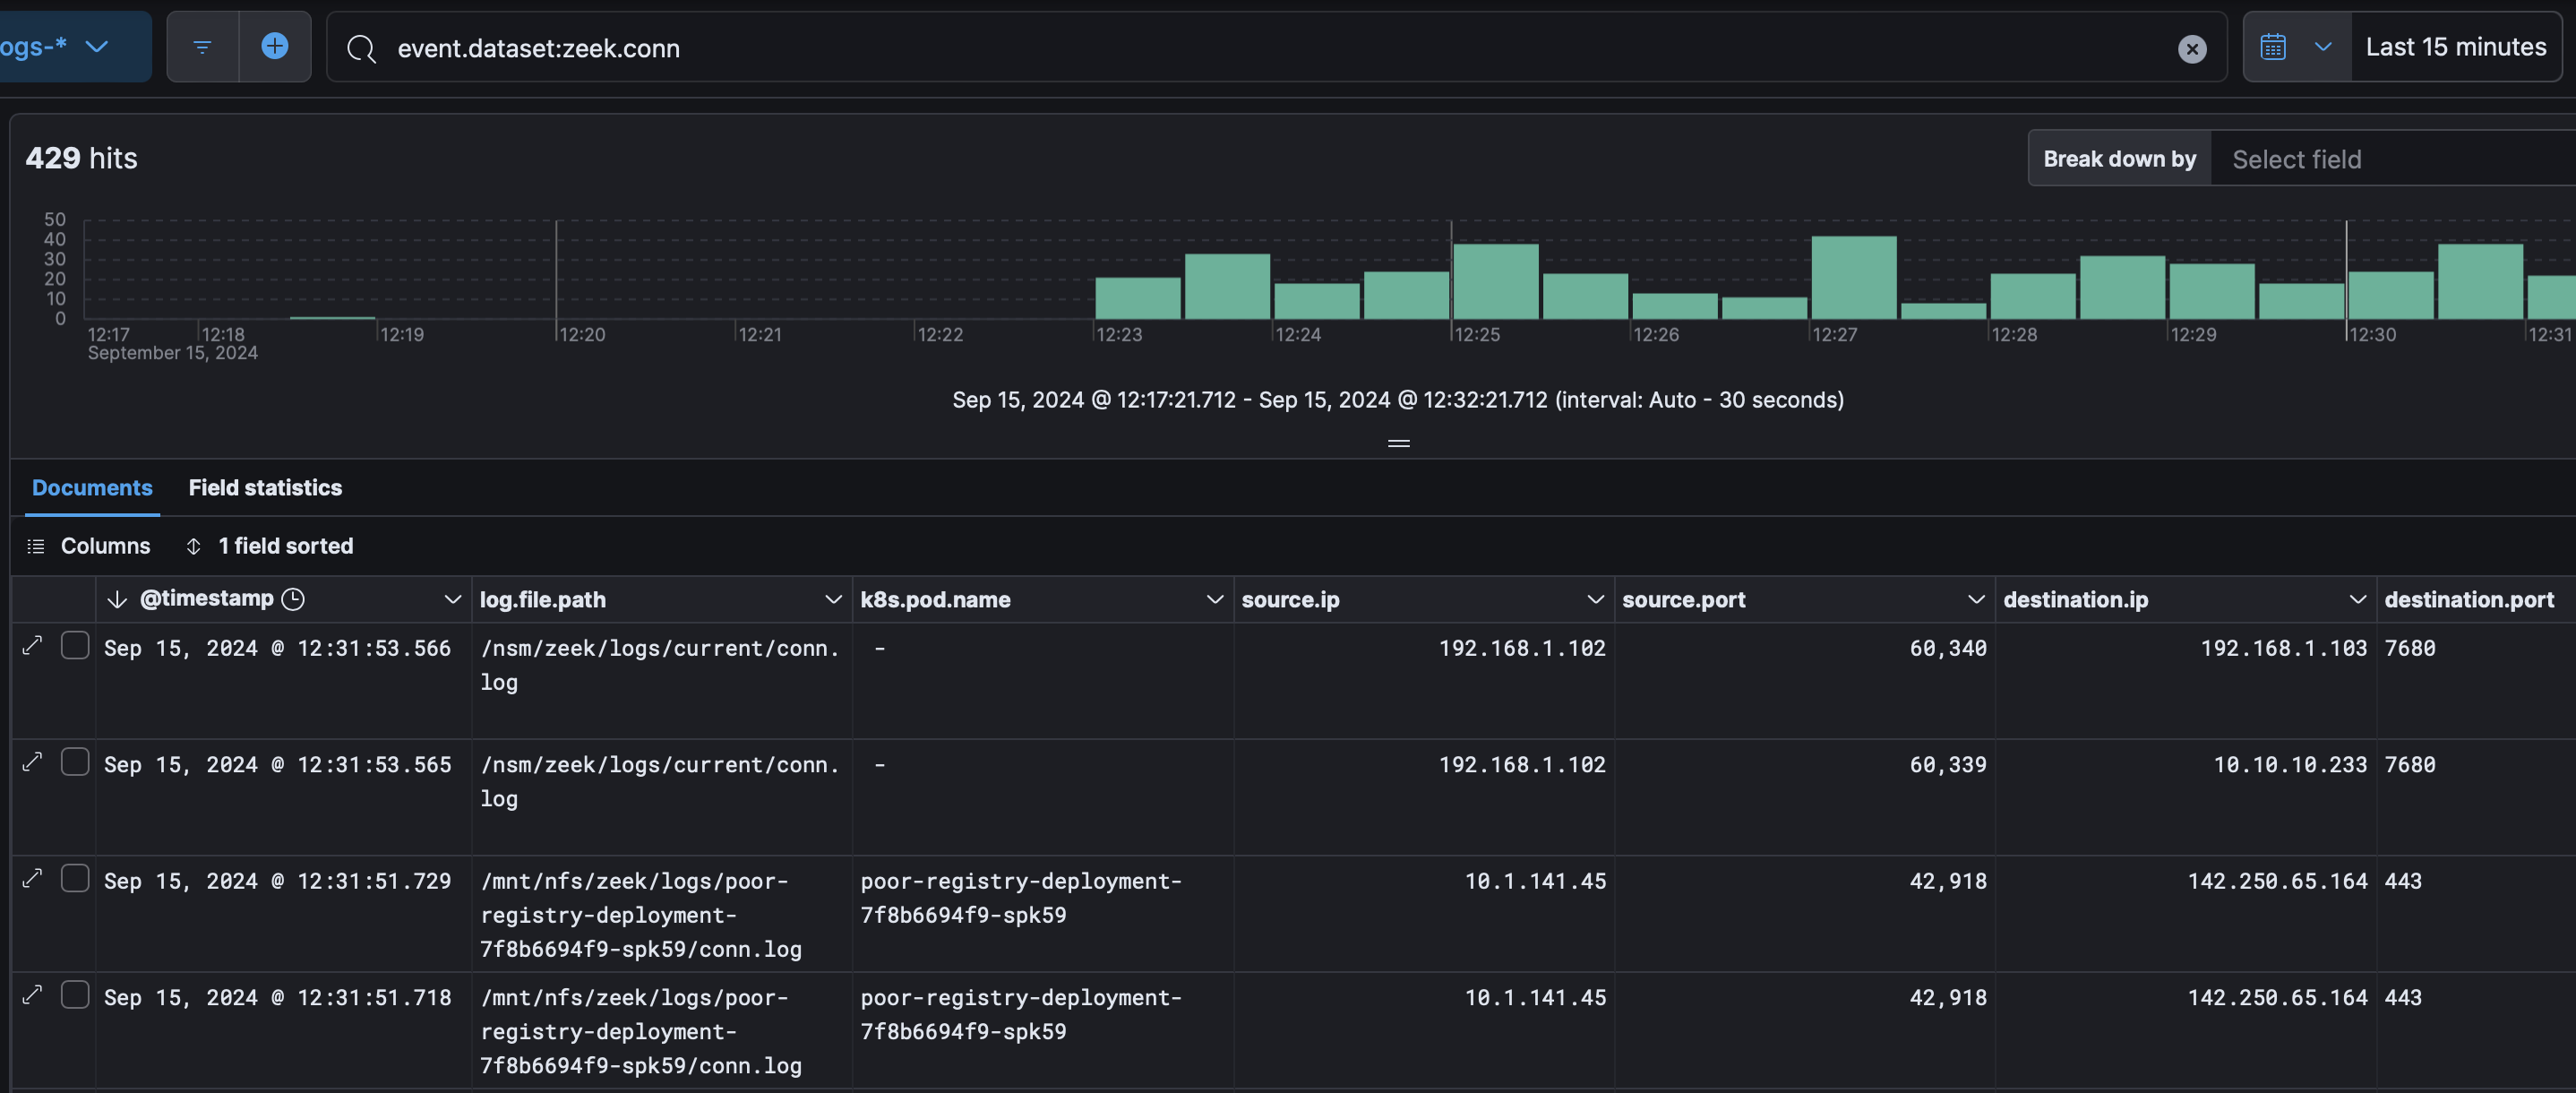 ogs-*
event.dataset:zeek.conn
Last 15 minutes
429 hits
Break down by
Select field
50
40
30
20
10
0
12:17
12:18
12:19
12:20
12:21
12:22
12:23
12:24
12:25
12:26
12:27
12:28
12:29
12:30
12:31
September 15, 2024
Sep 15, 2024 @ 12:17:21.712 - Sep 15, 2024 @ 12:32:21.712 (interval: Auto - 30 seconds)
Documents
Field statistics
Columns
1 field sorted
@timestamp
log.file.path
k8s.pod.name
source.ip
source.port
destination.ip
destination.port
Sep 15, 2024 @ 12:31:53.566
/nsm/zeek/logs/current/conn.
log
-
192.168.1.102
60,340
192.168.1.103
7680
Sep 15, 2024 @ 12:31:53.565
/nsm/zeek/logs/current/conn.
log
-
192.168.1.102
60,339
10.10.10.233
7680
Sep 15, 2024 @ 12:31:51.729
/mnt/nfs/zeek/logs/poor-
registry-deployment-
7f8b6694f9-spk59/conn.log
poor-registry-deployment-
7f8b6694f9-spk59
10.1.141.45
42,918
142.250.65.164
443
Sep 15, 2024 @ 12:31:51.718
/mnt/nfs/zeek/logs/poor-
registry-deployment-
7f8b6694f9-spk59/conn.log
poor-registry-deployment-
7f8b6694f9-spk59
10.1.141.45
42,918
142.250.65.164
443